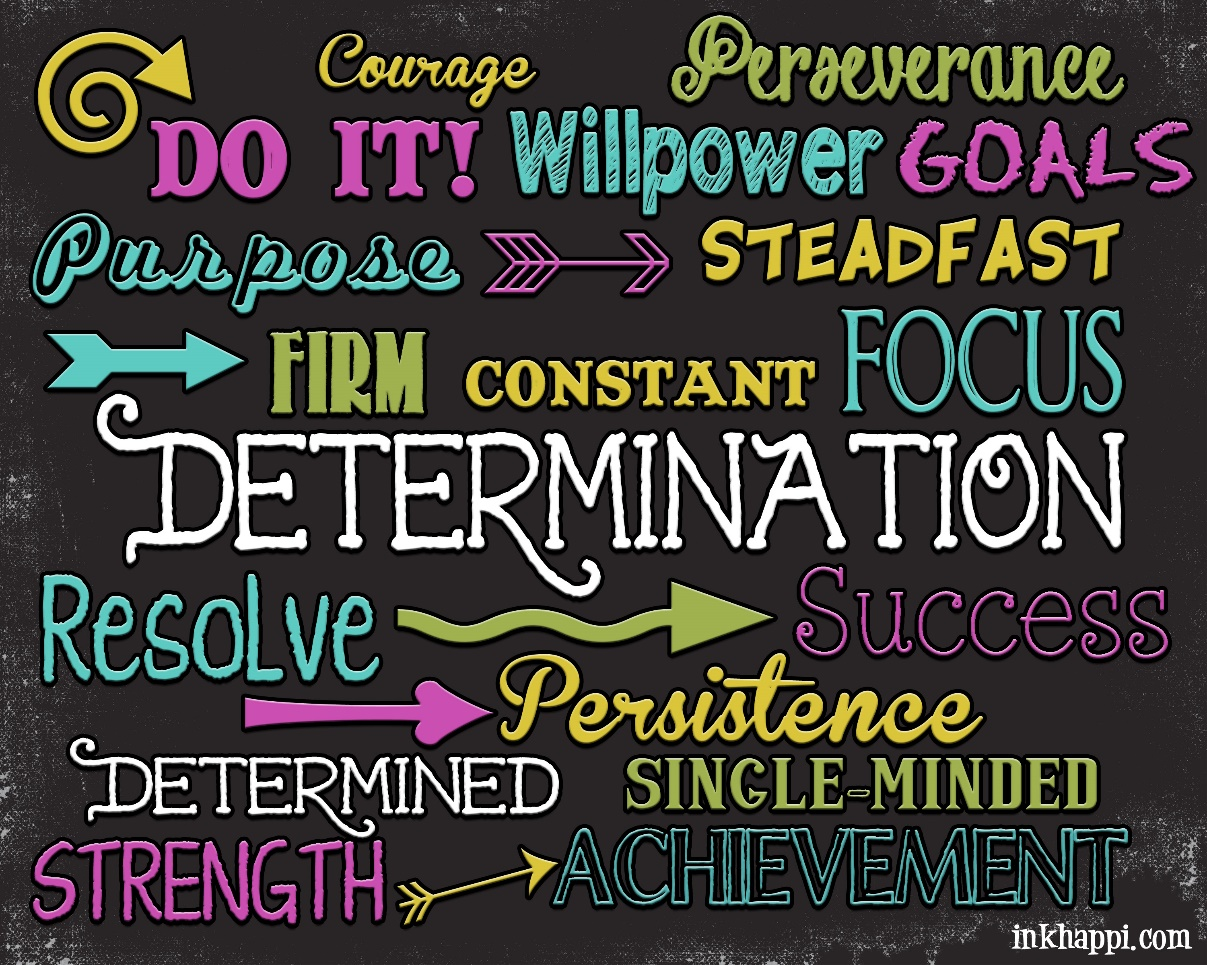 Courage Perseverance
DO IT! Willpower GOALS
Purpose STEADFAST
FIRM CONSTANT FOCUS
DETERMINATION
Resolve Success
Persistence
DETERMINED SINGLE-MINDED
STRENGTH ACHIEVEMENT
inkhappi.com